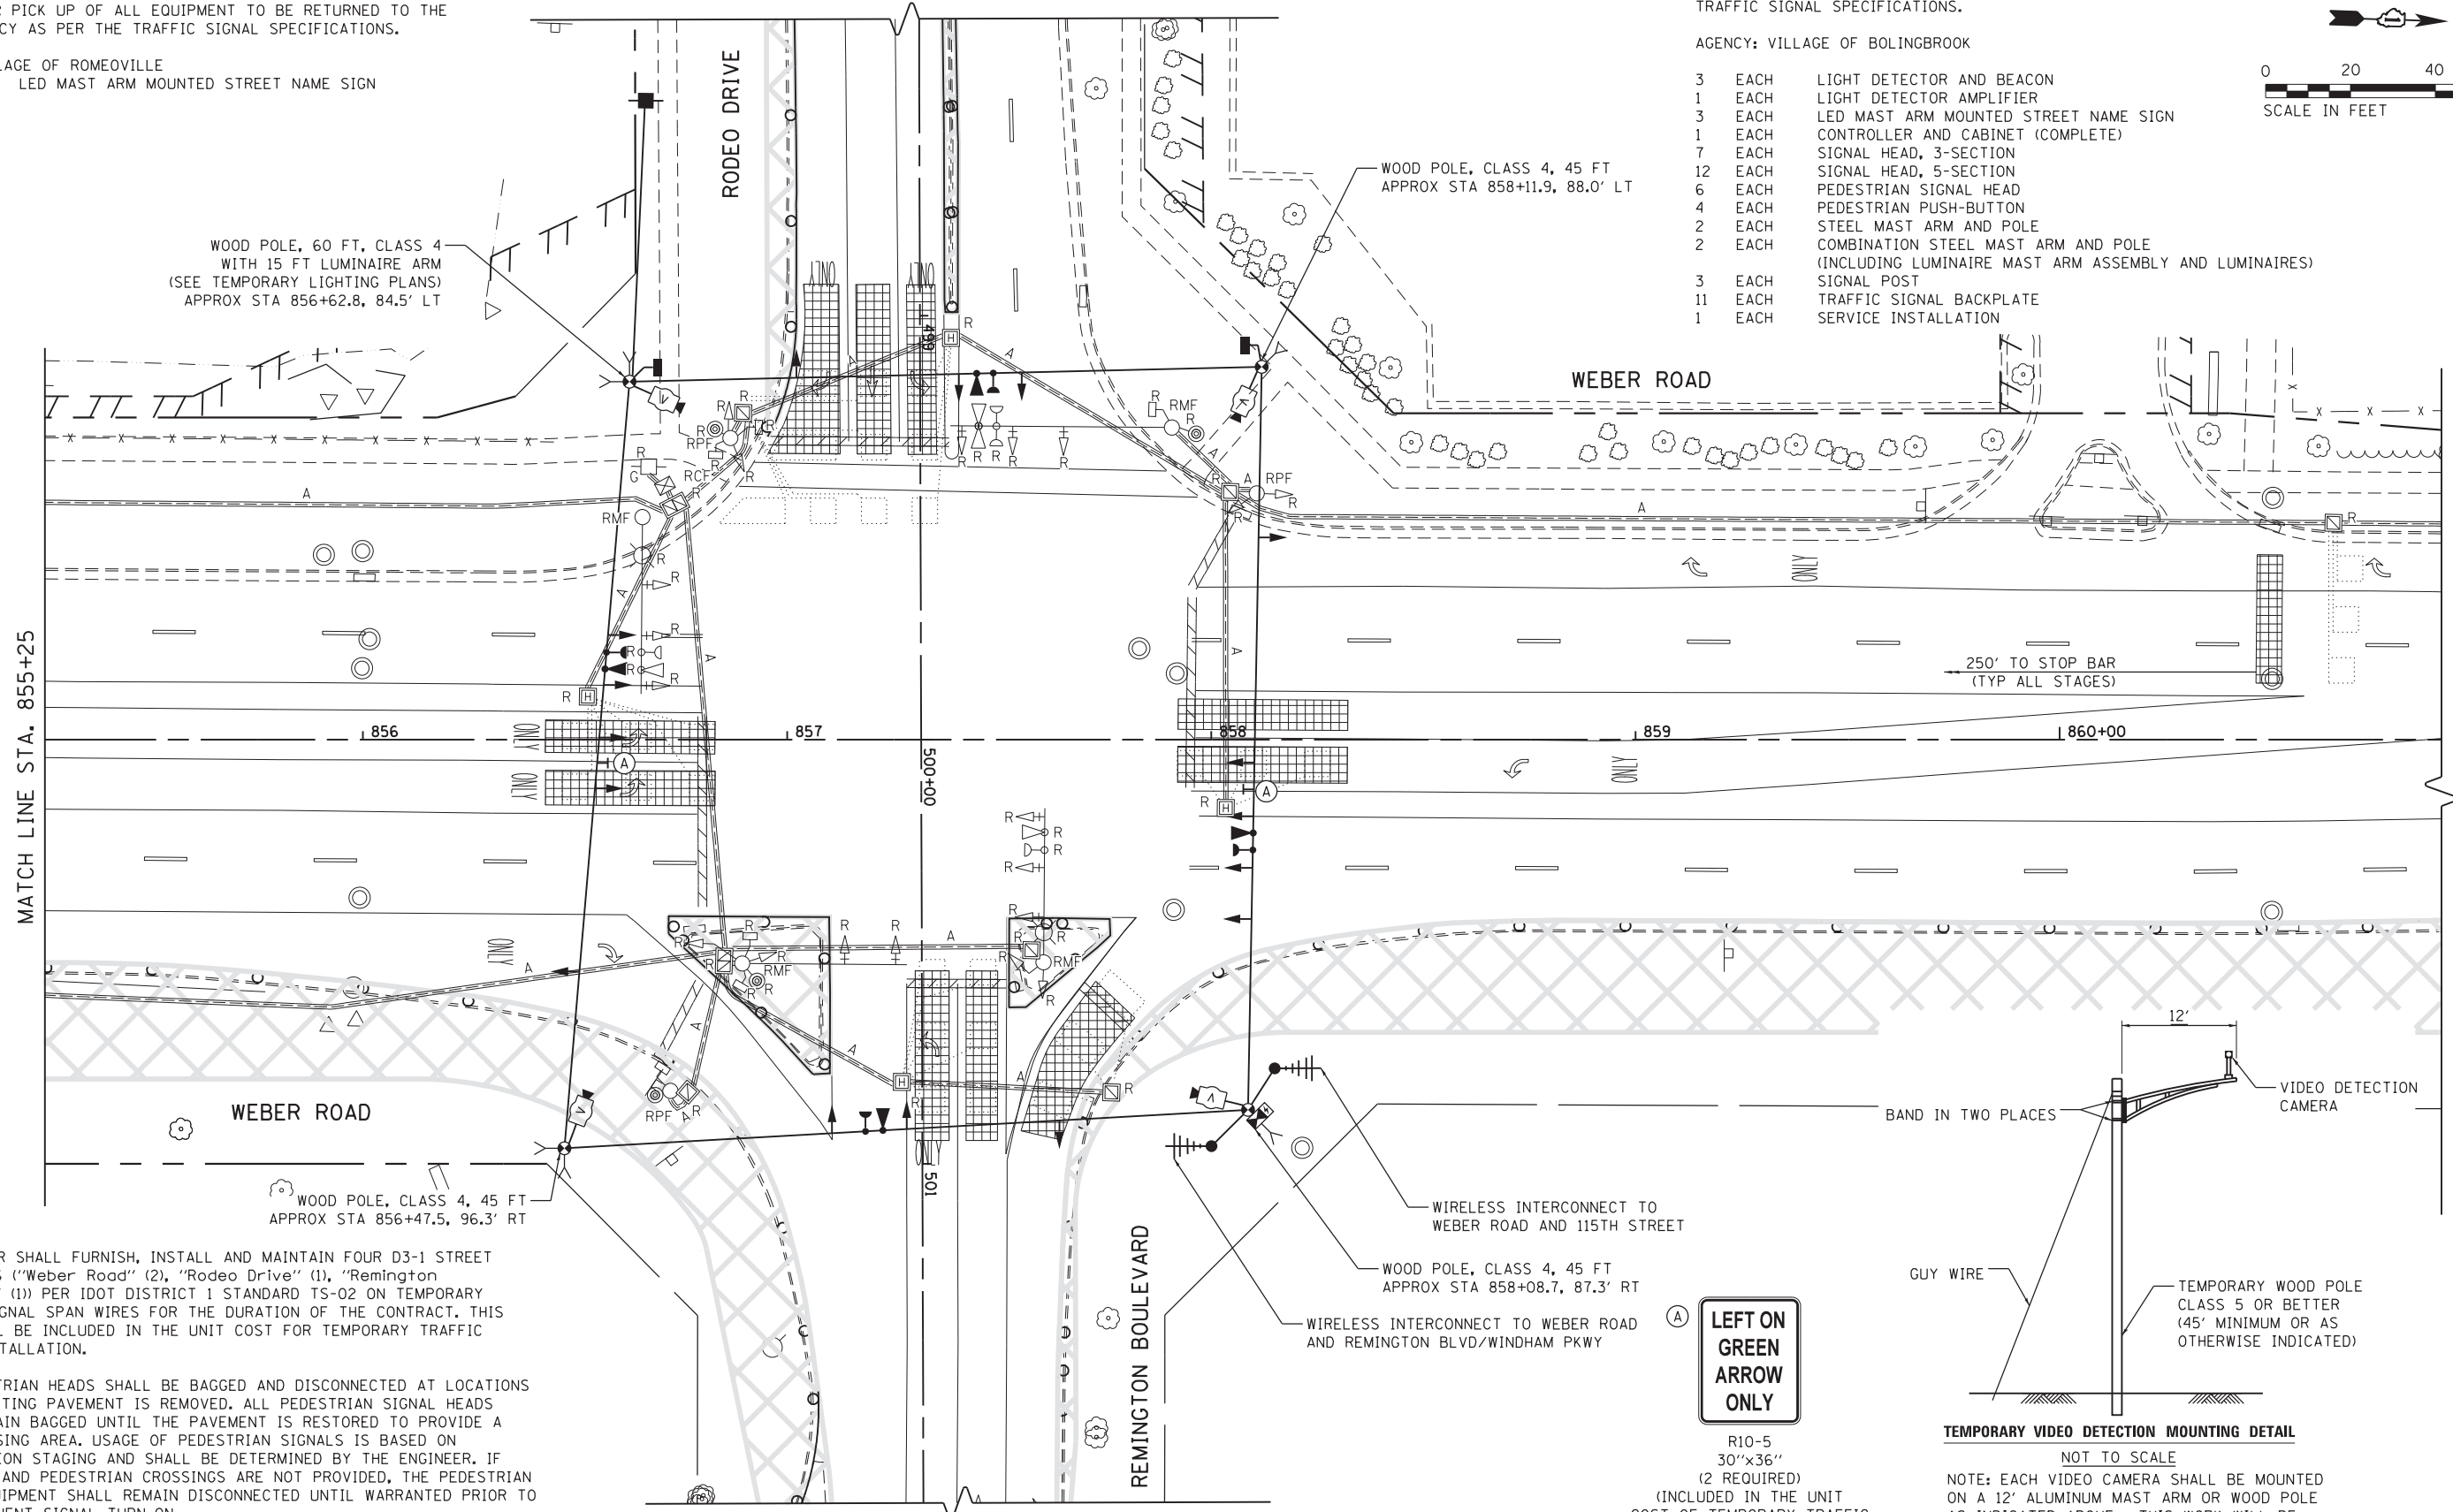 PICK UP OF ALL EQUIPMENT TO BE RETURNED TO THE
AS PER THE TRAFFIC SIGNAL SPECIFICATIONS.
OF ROMEOVILLE
LED MAST ARM MOUNTED STREET NAME SIGN
RODEO DRIVE
TRAFFIC SIGNAL SPECIFICATIONS.
AGENCY: VILLAGE OF BOLINGBROOK
3 EACH LIGHT DETECTOR AND BEACON
1 EACH LIGHT DETECTOR AMPLIFIER
3 EACH LED MAST ARM MOUNTED STREET NAME SIGN
1 EACH CONTROLLER AND CABINET (COMPLETE)
7 EACH SIGNAL HEAD, 3-SECTION
12 EACH SIGNAL HEAD, 5-SECTION
6 EACH PEDESTRIAN SIGNAL HEAD
4 EACH PEDESTRIAN PUSH-BUTTON
2 EACH STEEL MAST ARM AND POLE
2 EACH COMBINATION STEEL MAST ARM AND POLE
(INCLUDING LUMINAIRE MAST ARM ASSEMBLY AND LUMINAIRES)
3 EACH SIGNAL POST
11 EACH TRAFFIC SIGNAL BACKPLATE
1 EACH SERVICE INSTALLATION
0 20 40
SCALE IN FEET
WOOD POLE, CLASS 4, 45 FT
APPROX STA 858+11.9, 88.0' LT
WOOD POLE, 60 FT, CLASS 4
WITH 15 FT LUMINAIRE ARM
(SEE TEMPORARY LIGHTING PLANS)
APPROX STA 856+62.8, 84.5' LT
WEBER ROAD
ONLY
ONLY
499
RPF
RCF
RMF
RMF
RPF
MATCH LINE STA. 855+25
ONLY
250' TO STOP BAR
(TYP ALL STAGES)
856
857
858
859
860+00
500+00
ONLY
ONLY
ONLY
A
A
ONLY
RMF
RMF
RPF
ONLY
501
WEBER ROAD
WOOD POLE, CLASS 4, 45 FT
APPROX STA 856+47.5, 96.3' RT
12'
VIDEO DETECTION
CAMERA
BAND IN TWO PLACES
GUY WIRE
TEMPORARY WOOD POLE
CLASS 5 OR BETTER
(45' MINIMUM OR AS
OTHERWISE INDICATED)
WIRELESS INTERCONNECT TO
WEBER ROAD AND 115TH STREET
WOOD POLE, CLASS 4, 45 FT
APPROX STA 858+08.7, 87.3' RT
WIRELESS INTERCONNECT TO WEBER ROAD
AND REMINGTON BLVD/WINDHAM PKWY
REMINGTON BOULEVARD
SHALL FURNISH, INSTALL AND MAINTAIN FOUR D3-1 STREET
("Weber Road" (2), "Rodeo Drive" (1), "Remington
(1)) PER IDOT DISTRICT 1 STANDARD TS-02 ON TEMPORARY
SPAN WIRES FOR THE DURATION OF THE CONTRACT. THIS
BE INCLUDED IN THE UNIT COST FOR TEMPORARY TRAFFIC
HEADS SHALL BE BAGGED AND DISCONNECTED AT LOCATIONS
PAVEMENT IS REMOVED. ALL PEDESTRIAN SIGNAL HEADS
BAGGED UNTIL THE PAVEMENT IS RESTORED TO PROVIDE A
AREA. USAGE OF PEDESTRIAN SIGNALS IS BASED ON
STAGING AND SHALL BE DETERMINED BY THE ENGINEER. IF
AND PEDESTRIAN CROSSINGS ARE NOT PROVIDED, THE PEDESTRIAN
SHALL REMAIN DISCONNECTED UNTIL WARRANTED PRIOR TO
A
LEFT ON
GREEN
ARROW
ONLY
R10-5
30"x36"
(2 REQUIRED)
(INCLUDED IN THE UNIT
TEMPORARY VIDEO DETECTION MOUNTING DETAIL
NOT TO SCALE
NOTE: EACH VIDEO CAMERA SHALL BE MOUNTED
ON A 12' ALUMINUM MAST ARM OR WOOD POLE